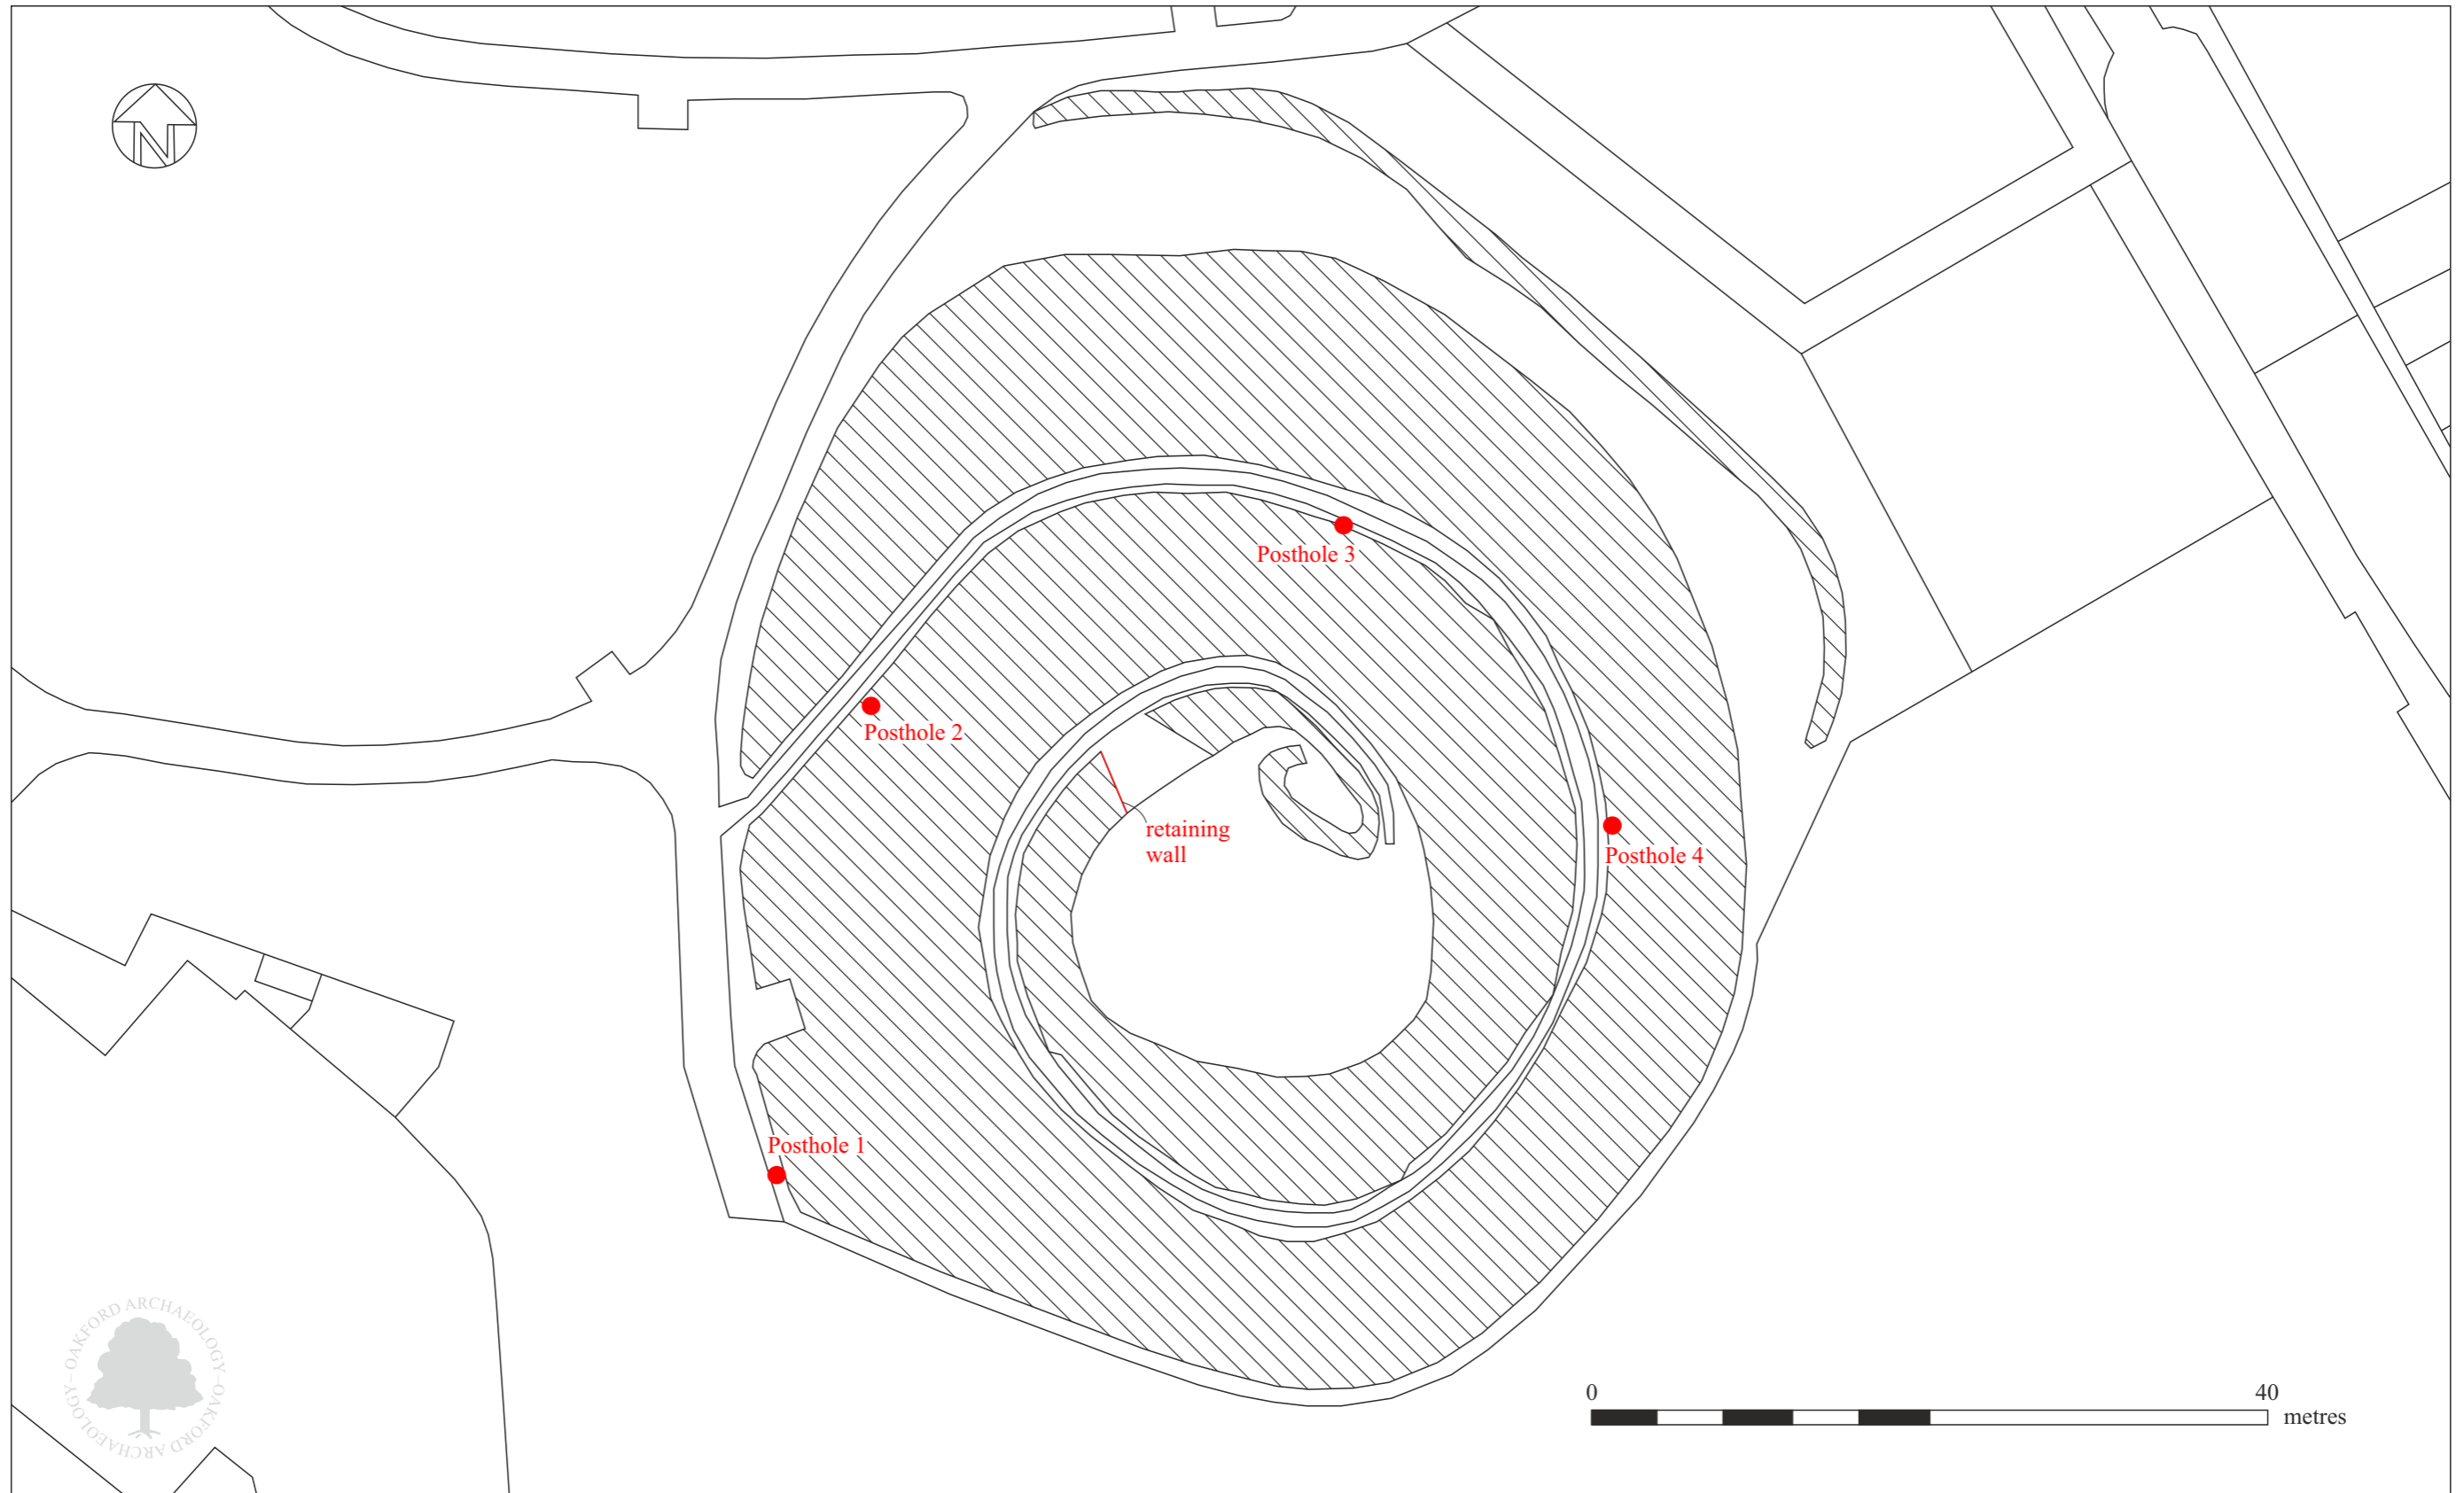 N
Posthole 3
Posthole 2
retaining
wall
Posthole 4
Posthole 1
OAKFORD ARCHAEOLOGY – OAKFORD ARCHAEOLOGY –
0 40
metres